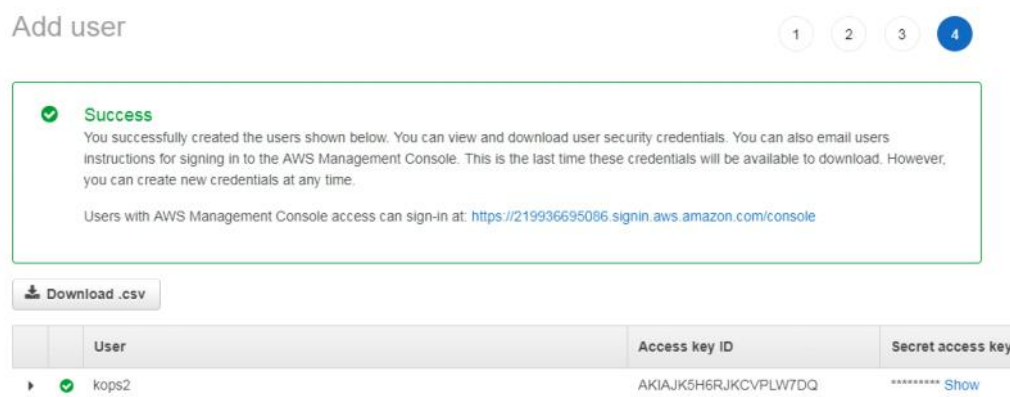 Add user
1 2 3 4
Success
You successfully created the users shown below. You can view and download user security credentials. You can also email users
instructions for signing in to the AWS Management Console. This is the last time these credentials will be available to download. However,
you can create new credentials at any time.
Users with AWS Management Console access can sign-in at: https://219936695086.signin.aws.amazon.com/console
Download .csv
User Access key ID Secret access key
kops2 AKIAJK5H6RJKCVPLW7DQ ********* Show